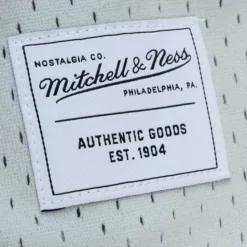 NOSTALGIA CO.
Mitchell & Ness
PHILADELPHIA, PA.
AUTHENTIC GOODS
EST. 1904